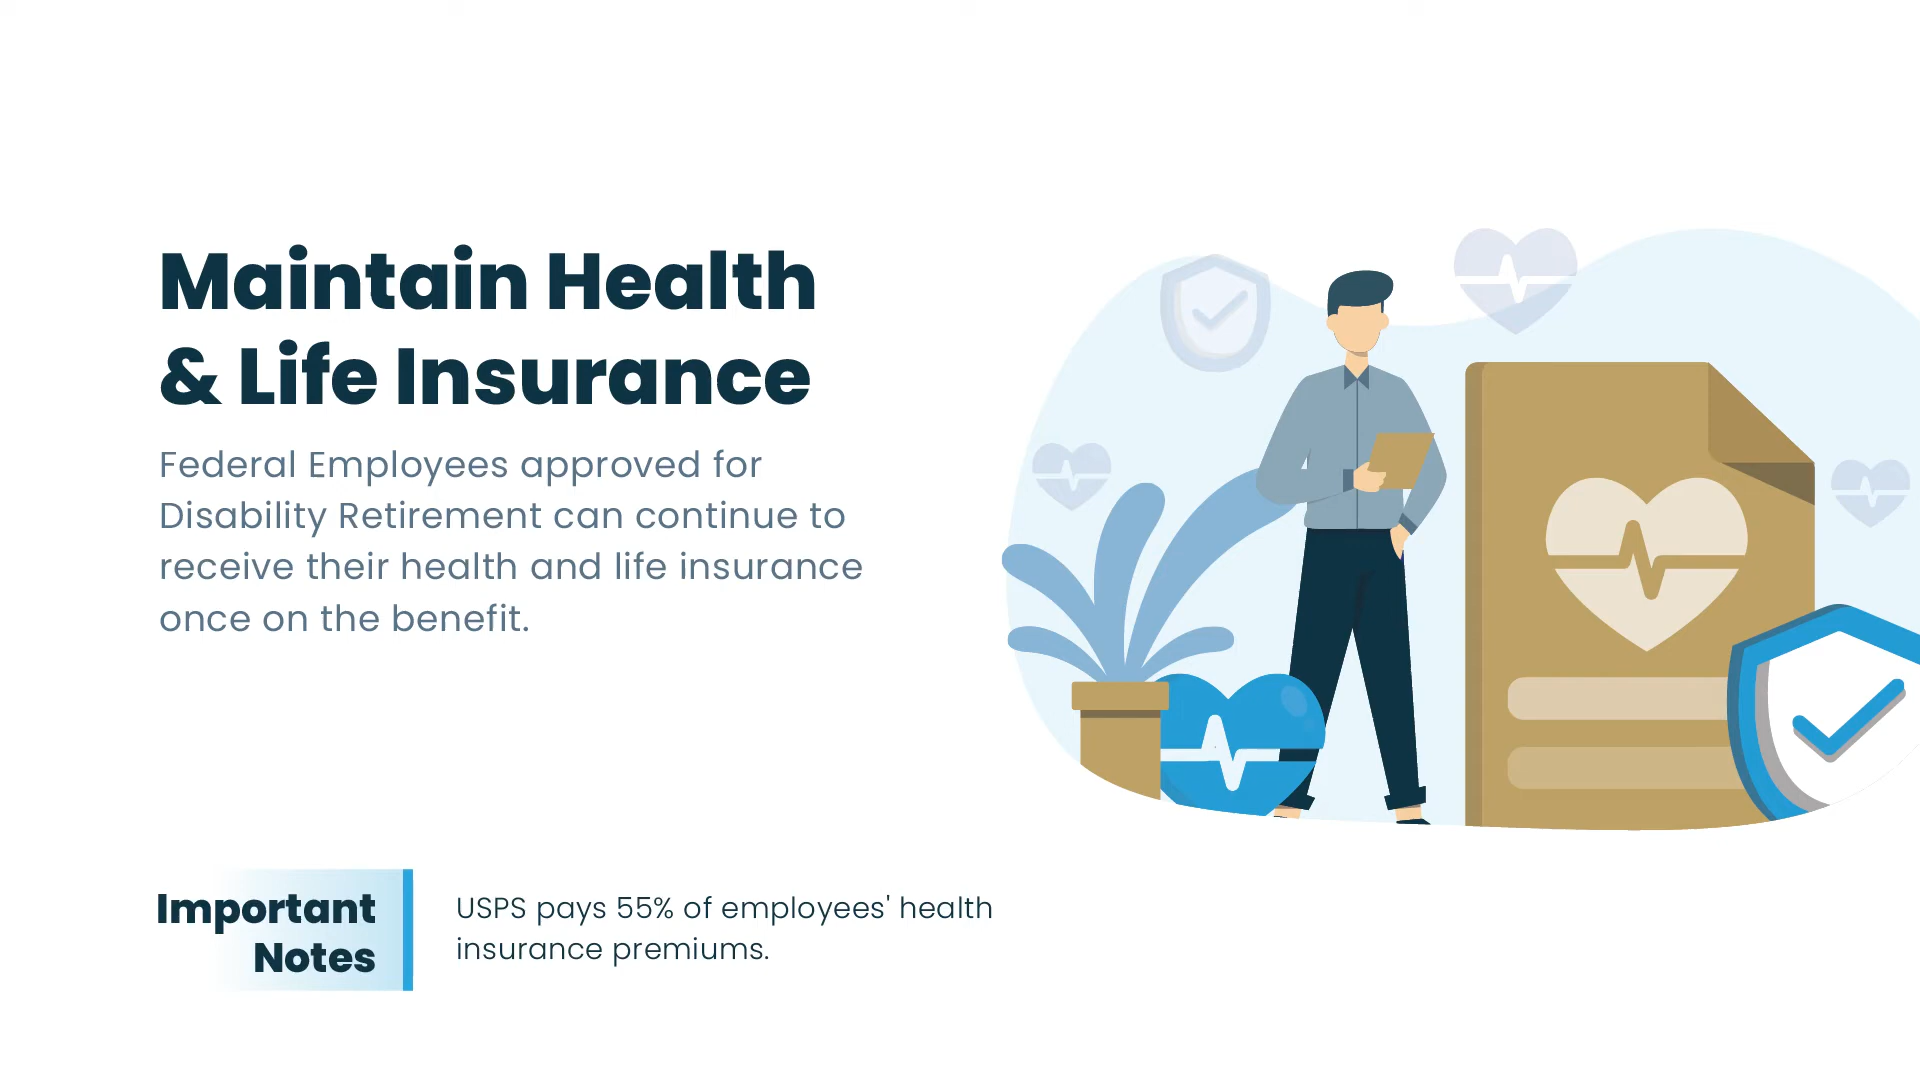 Maintain Health
& Life Insurance
Federal Employees approved for
Disability Retirement can continue to
receive their health and life insurance
once on the benefit.
Important
Notes
USPS pays 55% of employees' health
insurance premiums.